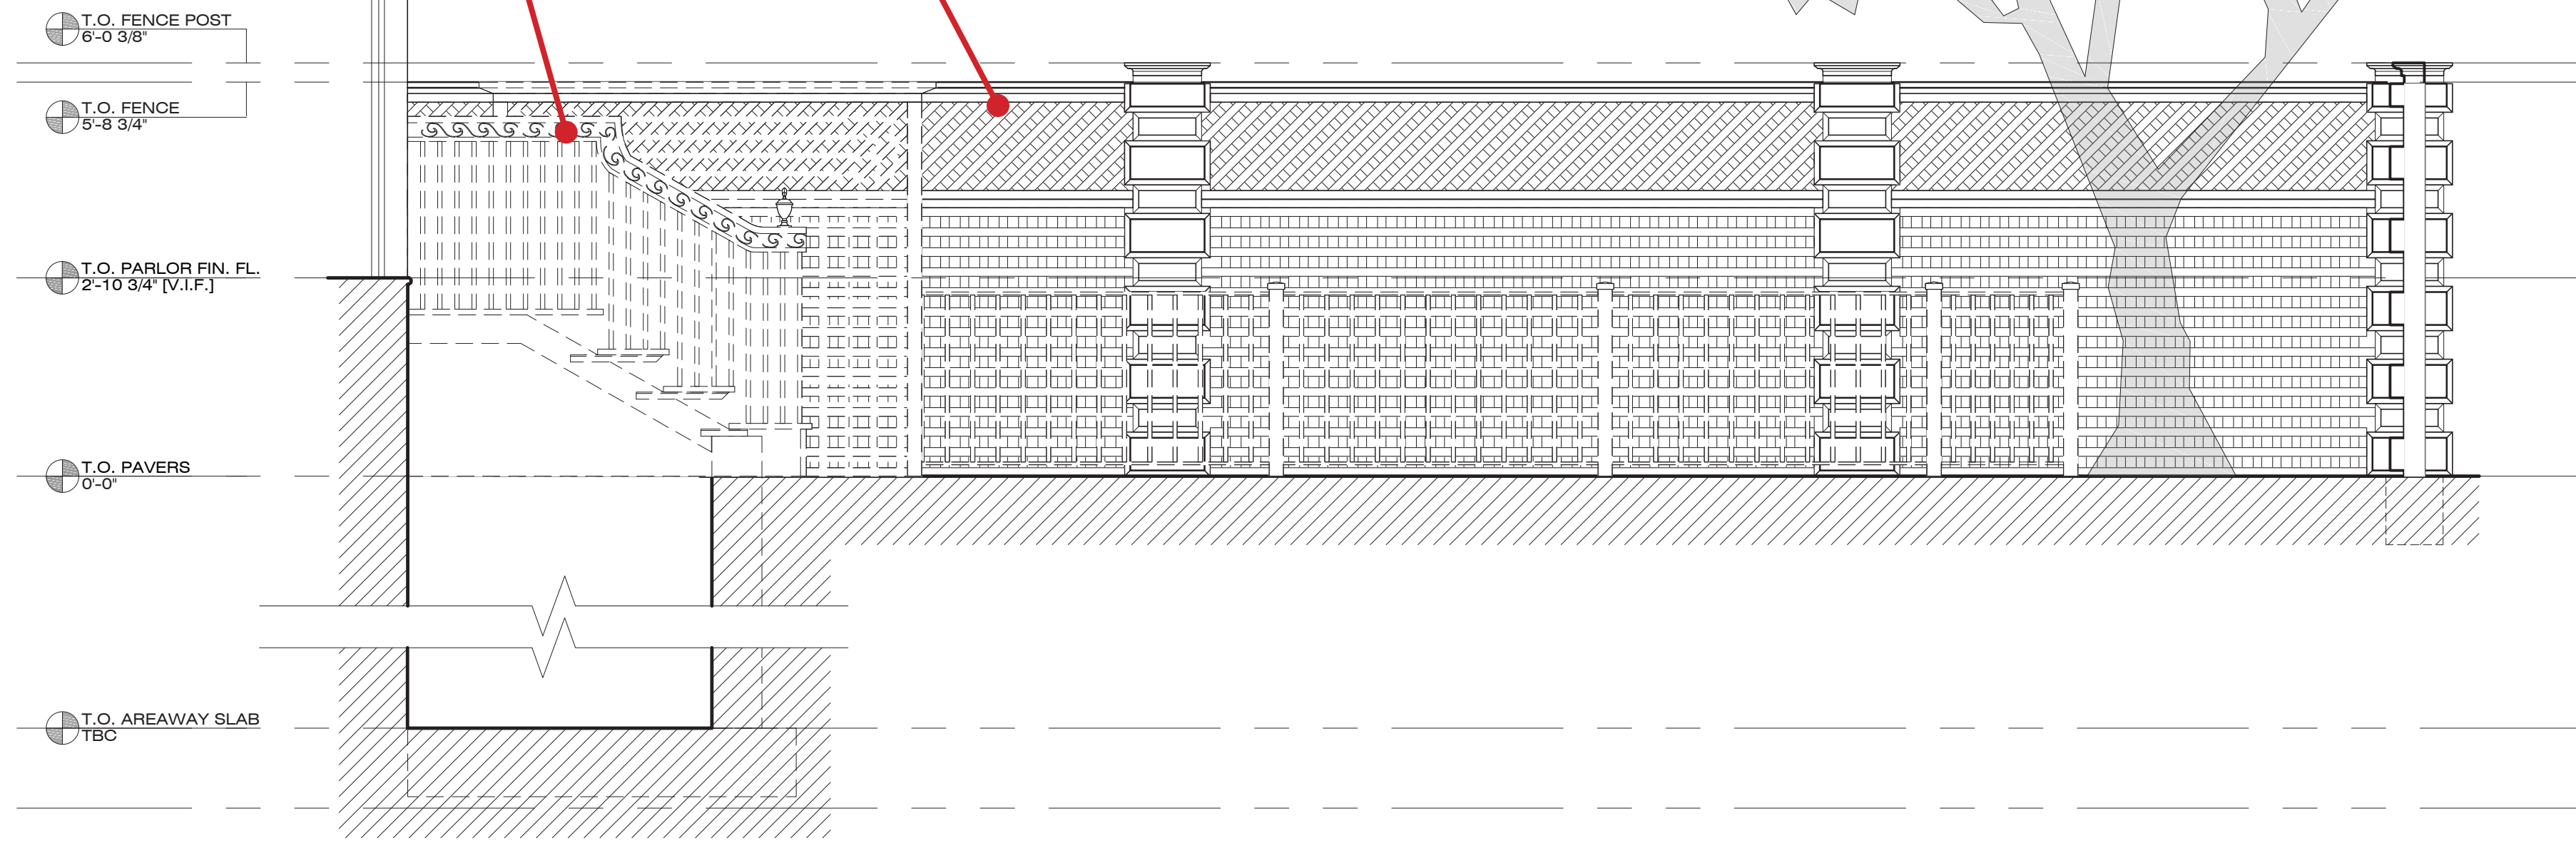 T.O. FENCE POST
6'-0 3/8"
T.O. FENCE
5'-8 3/4"
T.O. PARLOR FIN. FL.
2'-10 3/4" [V.I.F.]
T.O. PAVERS
0'-0"
T.O. AREAWAY SLAB
TBC